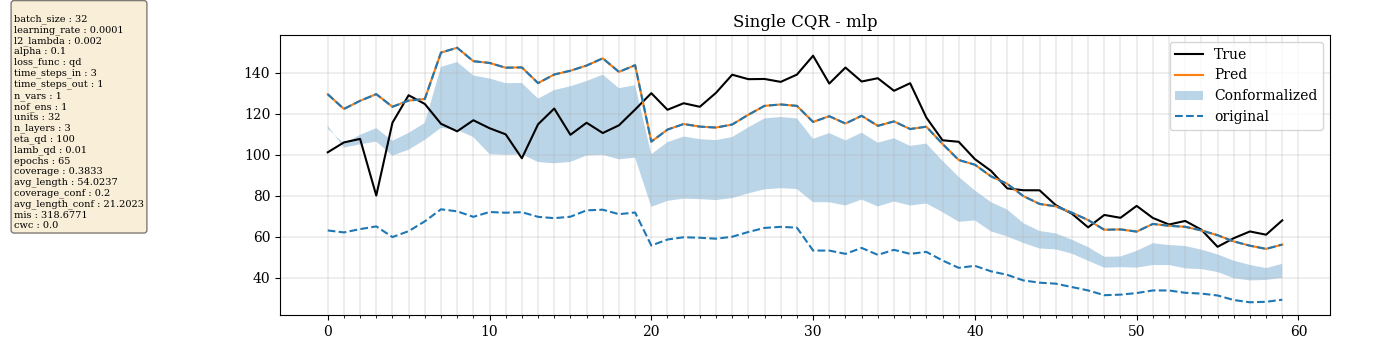 batch_size : 32
learning_rate : 0.0001
l2_lambda : 0.002
alpha : 0.1
loss_func : qd
time_steps_in : 3
time_steps_out : 1
n_vars : 1
nof_ens : 1
units : 32
n_layers : 3
eta_qd : 100
lamb_qd : 0.01
epochs : 65
coverage : 0.3833
avg_length : 54.0237
coverage_conf : 0.2
avg_length_conf : 21.2023
mis : 318.6771
cwc : 0.0
Single CQR - mlp
True
Pred
Conformalized
original
140
120
100
80
60
40
0 10 20 30 40 50 60